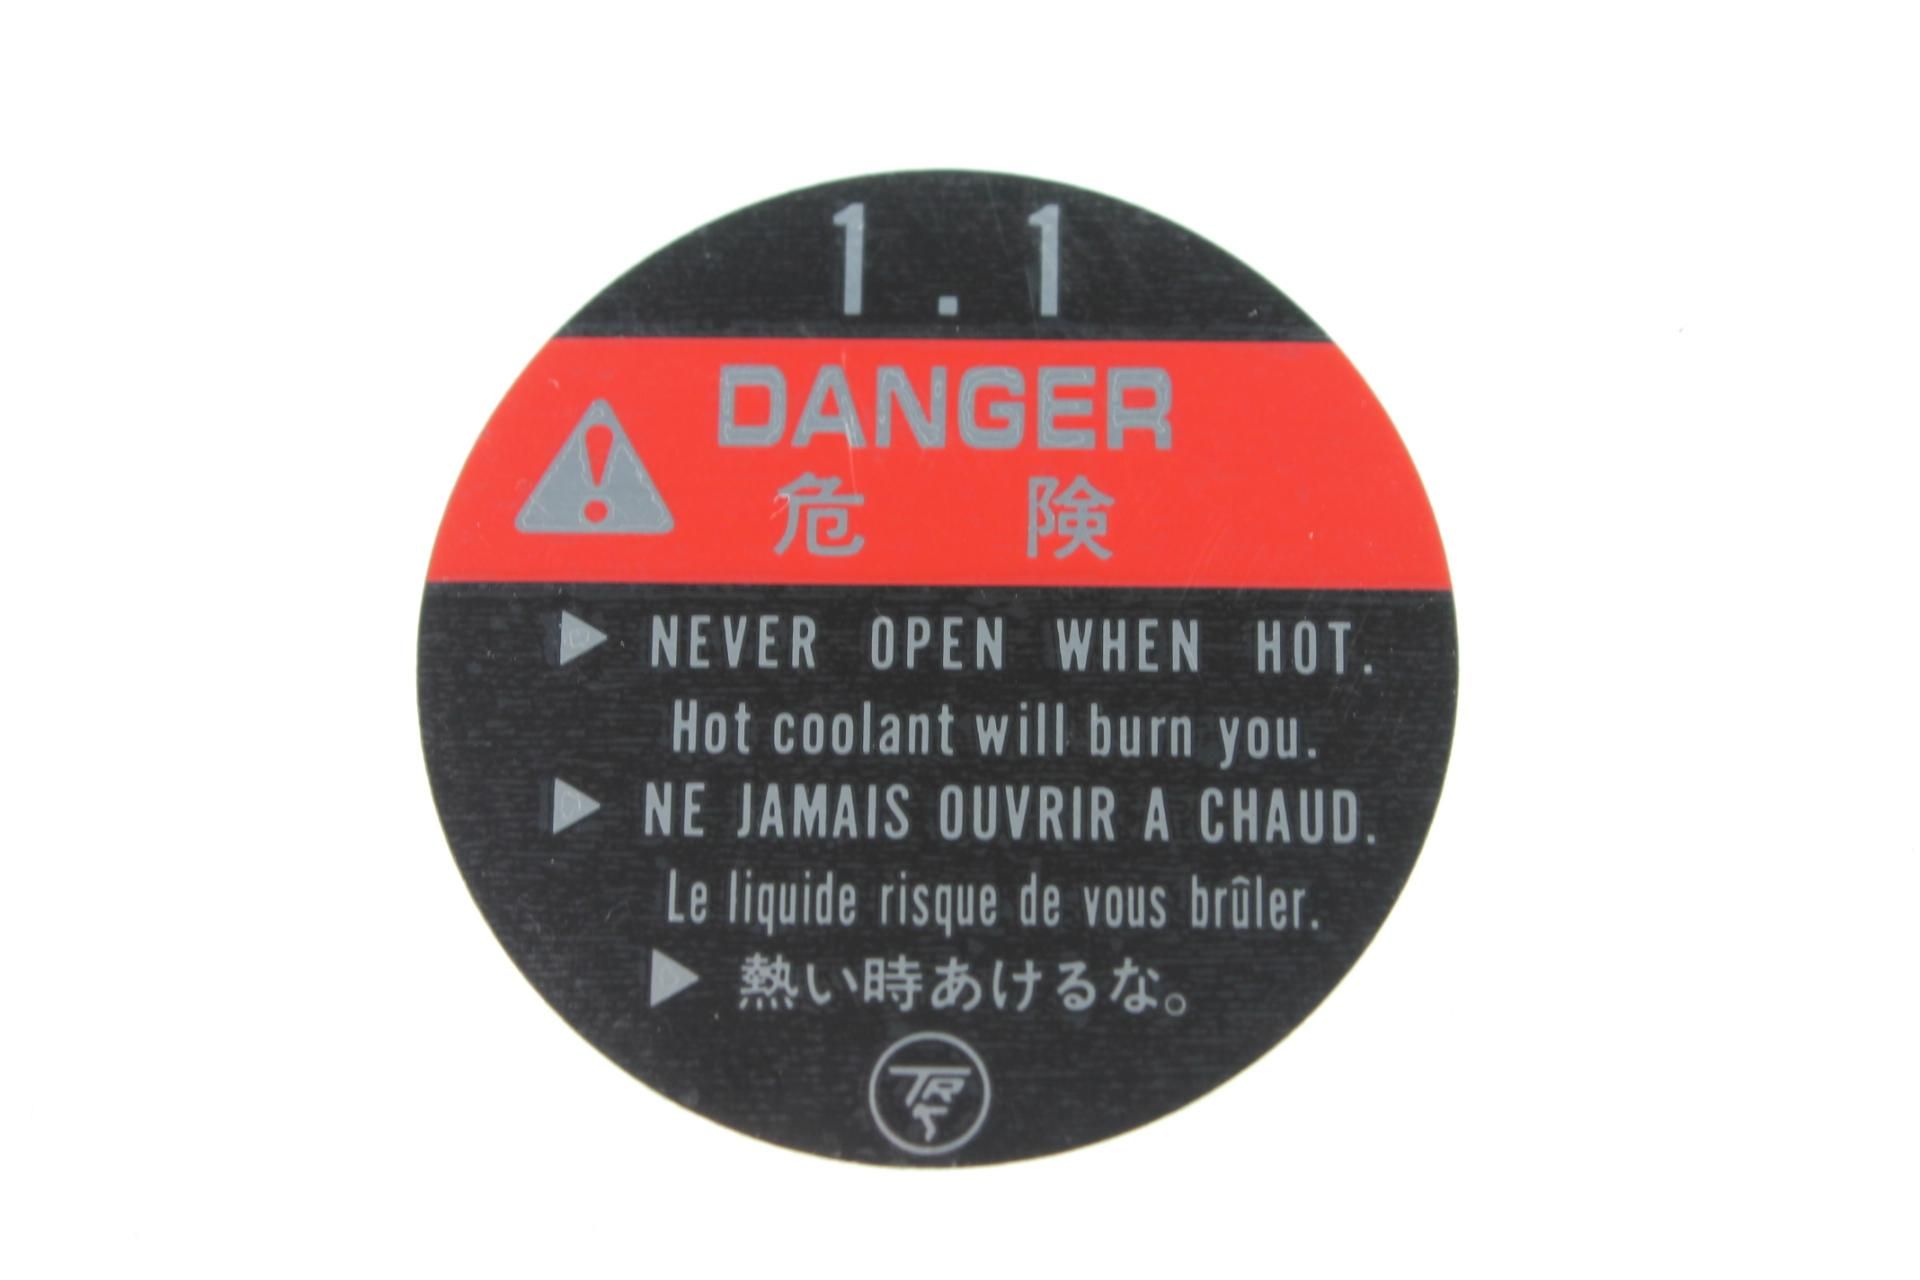 1.1
DANGER
危険
NEVER OPEN WHEN HOT.
Hot coolant will burn you.
NE JAMAIS OUVRIR A CHAUD.
Le liquide risque de vous brûler.
熱い時あけるな。
TR